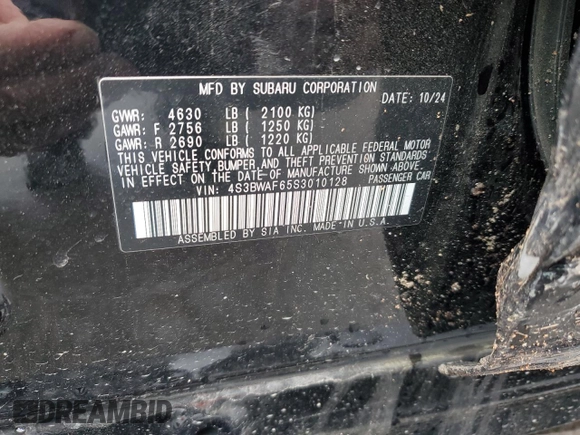 MFD BY SUBARU CORPORATION
DATE: 10/24
GVWR: 4630 LB ( 2100 KG)
GAWR: F 2756 LB ( 1250 KG)
GAWR: R 2690 LB ( 1220 KG)
THIS VEHICLE CONFORMS TO ALL APPLICABLE FEDERAL MOTOR
VEHICLE SAFETY,BUMPER,AND THEFT PREVENTION STANDARDS
IN EFFECT ON THE DATE OF MANUFACTURE SHOWN ABOVE.
VIN: 4S3BWAF65S3010128 PASSENGER CAR
ASSEMBLED BY SIA INC. MADE IN U.S.A.
DREAMBID